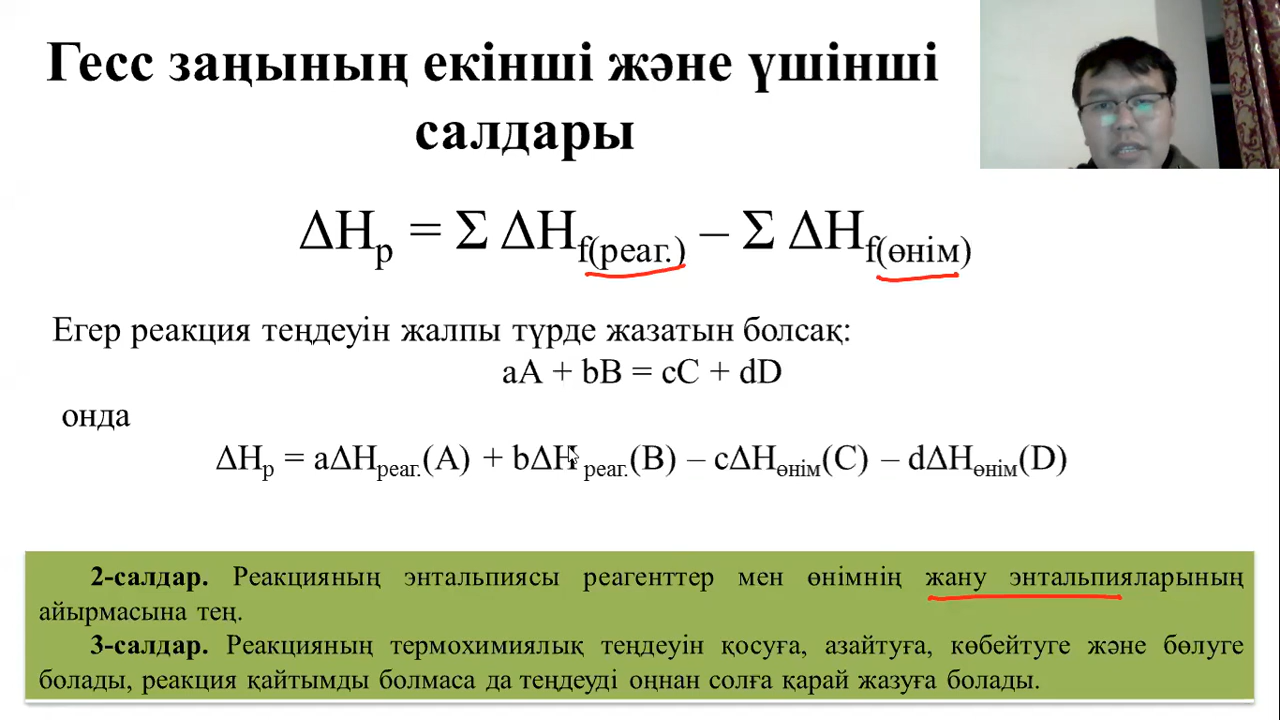 Гесс заңының екінші және үшінші
салдары
ΔHр = Σ ΔHf(реаг.) – Σ ΔHf(өнім)
Егер реакция теңдеуін жалпы түрде жазатын болсақ:
aA + bB = cC + dD
онда
ΔHр = aΔHреаг.(A) + bΔHреаг.(B) – cΔHөнім(C) – dΔHөнім(D)
2-салдар. Реакцияның энтальпиясы реагенттер мен өнімнің жану энтальпияларының
айырмасына тең.
3-салдар. Реакцияның термохимиялық теңдеуін қосуға, азайтуға, көбейтуге және бөлуге
болады, реакция қайтымды болмаса да теңдеуді оңнан солға қарай жазуға болады.